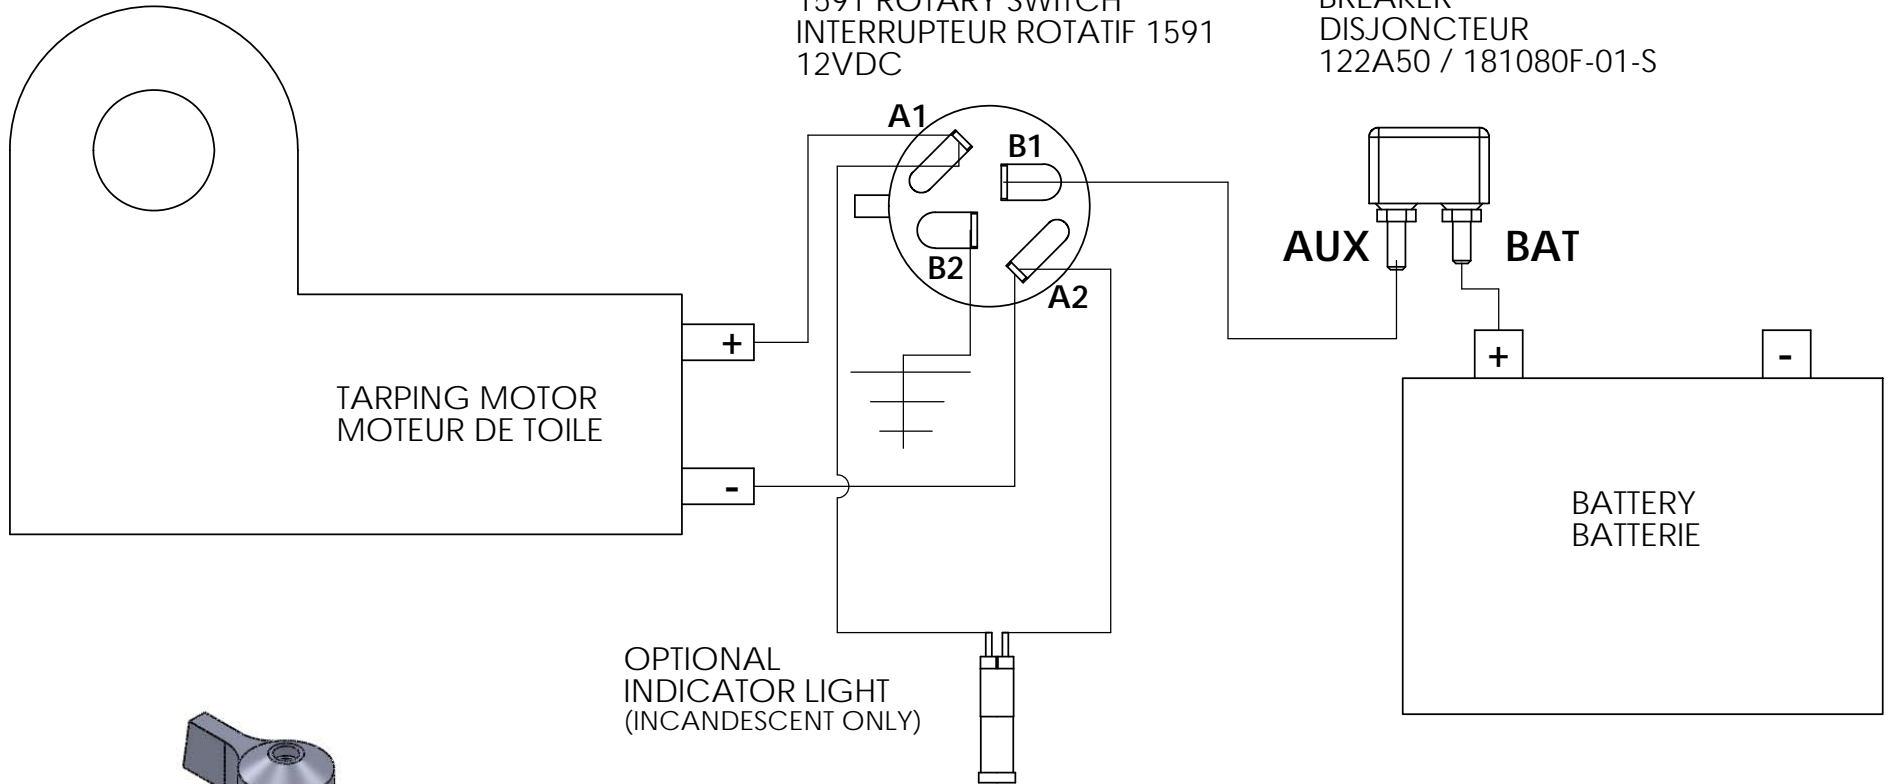 1591 ROTARY SWITCH
INTERRUPTEUR ROTATIF 1591
12VDC
BREAKER
DISJONCTEUR
122A50 / 181080F-01-S
A1
B1
B2
A2
AUX
BAT
+
-
TARPING MOTOR
MOTEUR DE TOILE
+
-
BATTERY
BATTERIE
OPTIONAL
INDICATOR LIGHT
(INCANDESCENT ONLY)